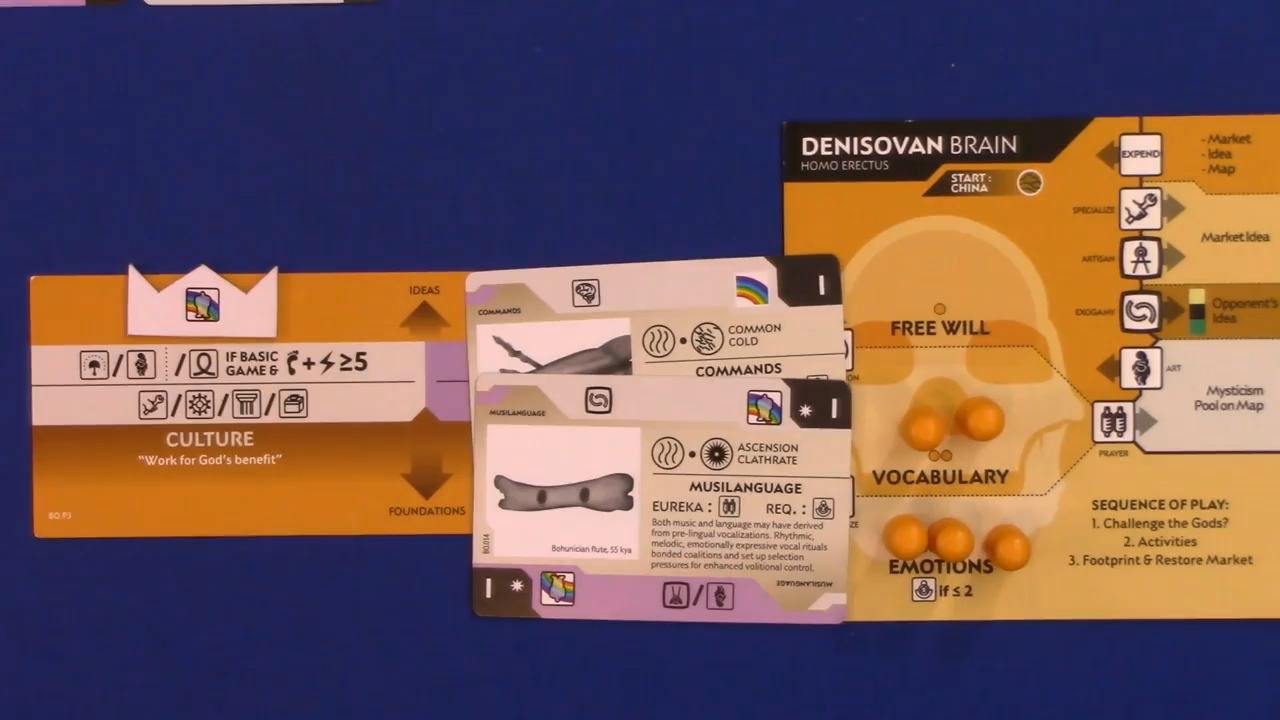 IDEAS
IF BASIC
GAME &
+ ≥5
CULTURE
"Work for God's benefit"
BO.P3
FOUNDATIONS
COMMANDS
I
COMMON
COLD
COMMANDS
MUSILANGUAGE
I
ASCENSION
CLATHRATE
MUSILANGUAGE
EUREKA : REQ. :
Both music and language may have derived
from pre-lingual vocalizations. Rhythmic,
melodic, emotionally expressive vocal rituals
bonded coalitions and set up selection
pressures for enhanced volitional control.
Bohunician flute, 55 kya
BO.014
I
MUSILANGUAGE
DENISOVAN BRAIN
HOMO ERECTUS
START :
CHINA
FREE WILL
VOCABULARY
EMOTIONS
if ≤ 2
EXPEND
- Market
- Idea
- Map
SPECIALIZE
Market Idea
ARTISAN
EXOGAMY
Opponent's
Idea
ART
Mysticism
Pool on Map
PRAYER
SEQUENCE OF PLAY:
1. Challenge the Gods?
2. Activities
3. Footprint & Restore Market